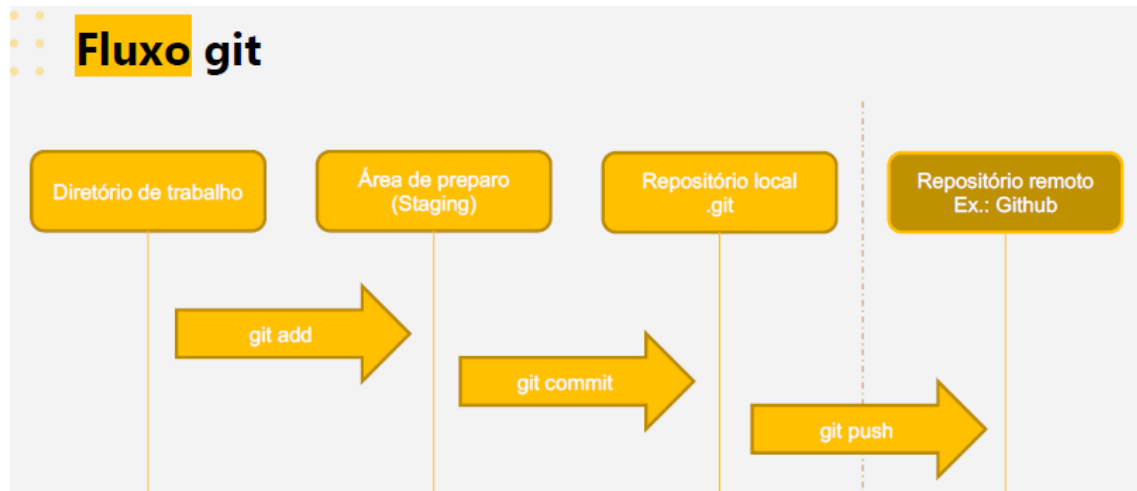 Fluxo git
Diretório de trabalho
Área de preparo
(Staging)
Repositório local
.git
Repositório remoto
Ex.: Github
git add
git commit
git push